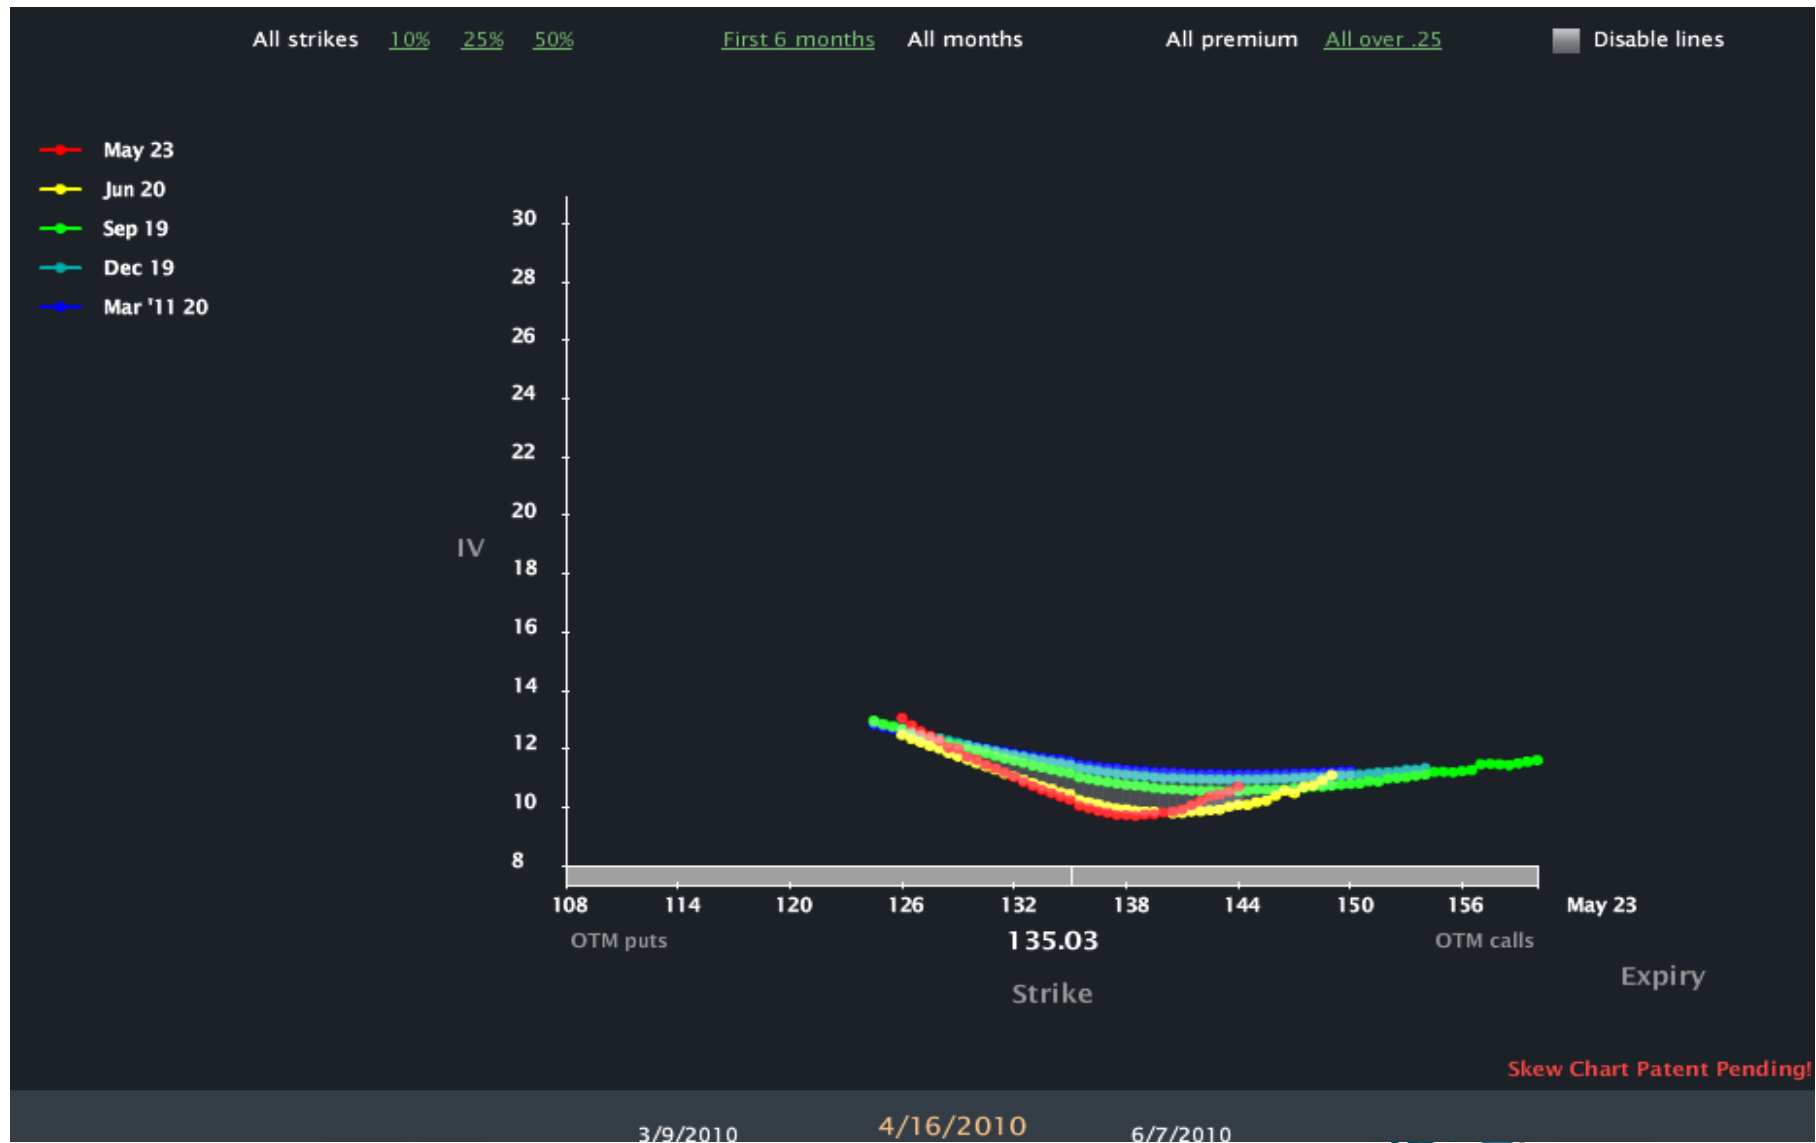 All strikes 10% 25% 50% First 6 months All months All premium All over .25 Disable lines
May 23
Jun 20
Sep 19
Dec 19
Mar '11 20
30
28
26
24
22
20
IV
18
16
14
12
10
8
108 114 120 126 132 138 144 150 156 May 23
OTM puts 135.03 OTM calls
Expiry
Strike
Skew Chart Patent Pending!
3/9/2010 4/16/2010 6/7/2010